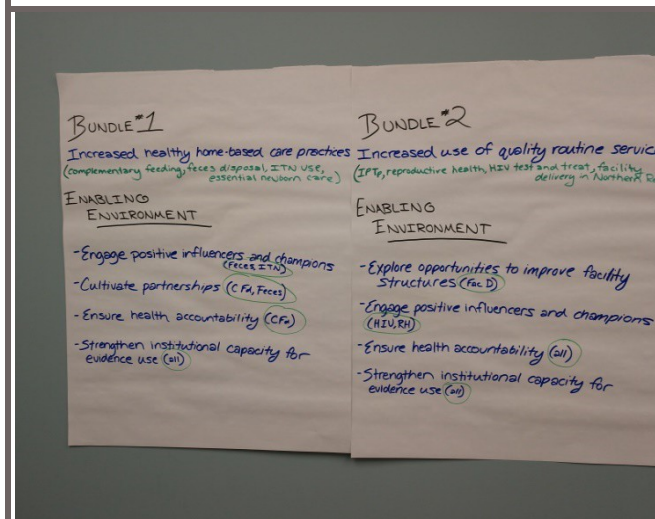 BUNDLE #1
Increased healthy home-based care practices
(complementary feeding, feces disposal, ITN use,
essential newborn care)
ENABLING
ENVIRONMENT
- Engage positive influencers and champions
(Feces, ITN)
- Cultivate partnerships (CFe, Feces)
- Ensure health accountability (CFe)
- Strengthen institutional capacity for
evidence use (all)
BUNDLE #2
Increased use of quality routine servic
(IPTp, reproductive health, HIV test and treat, facility
delivery in Northern
ENABLING
ENVIRONMENT
- Explore opportunities to improve facility
structures (Fac D)
- Engage positive influencers and champions
(HIV, RH)
- Ensure health accountability (all)
- Strengthen institutional capacity for
evidence use (all)